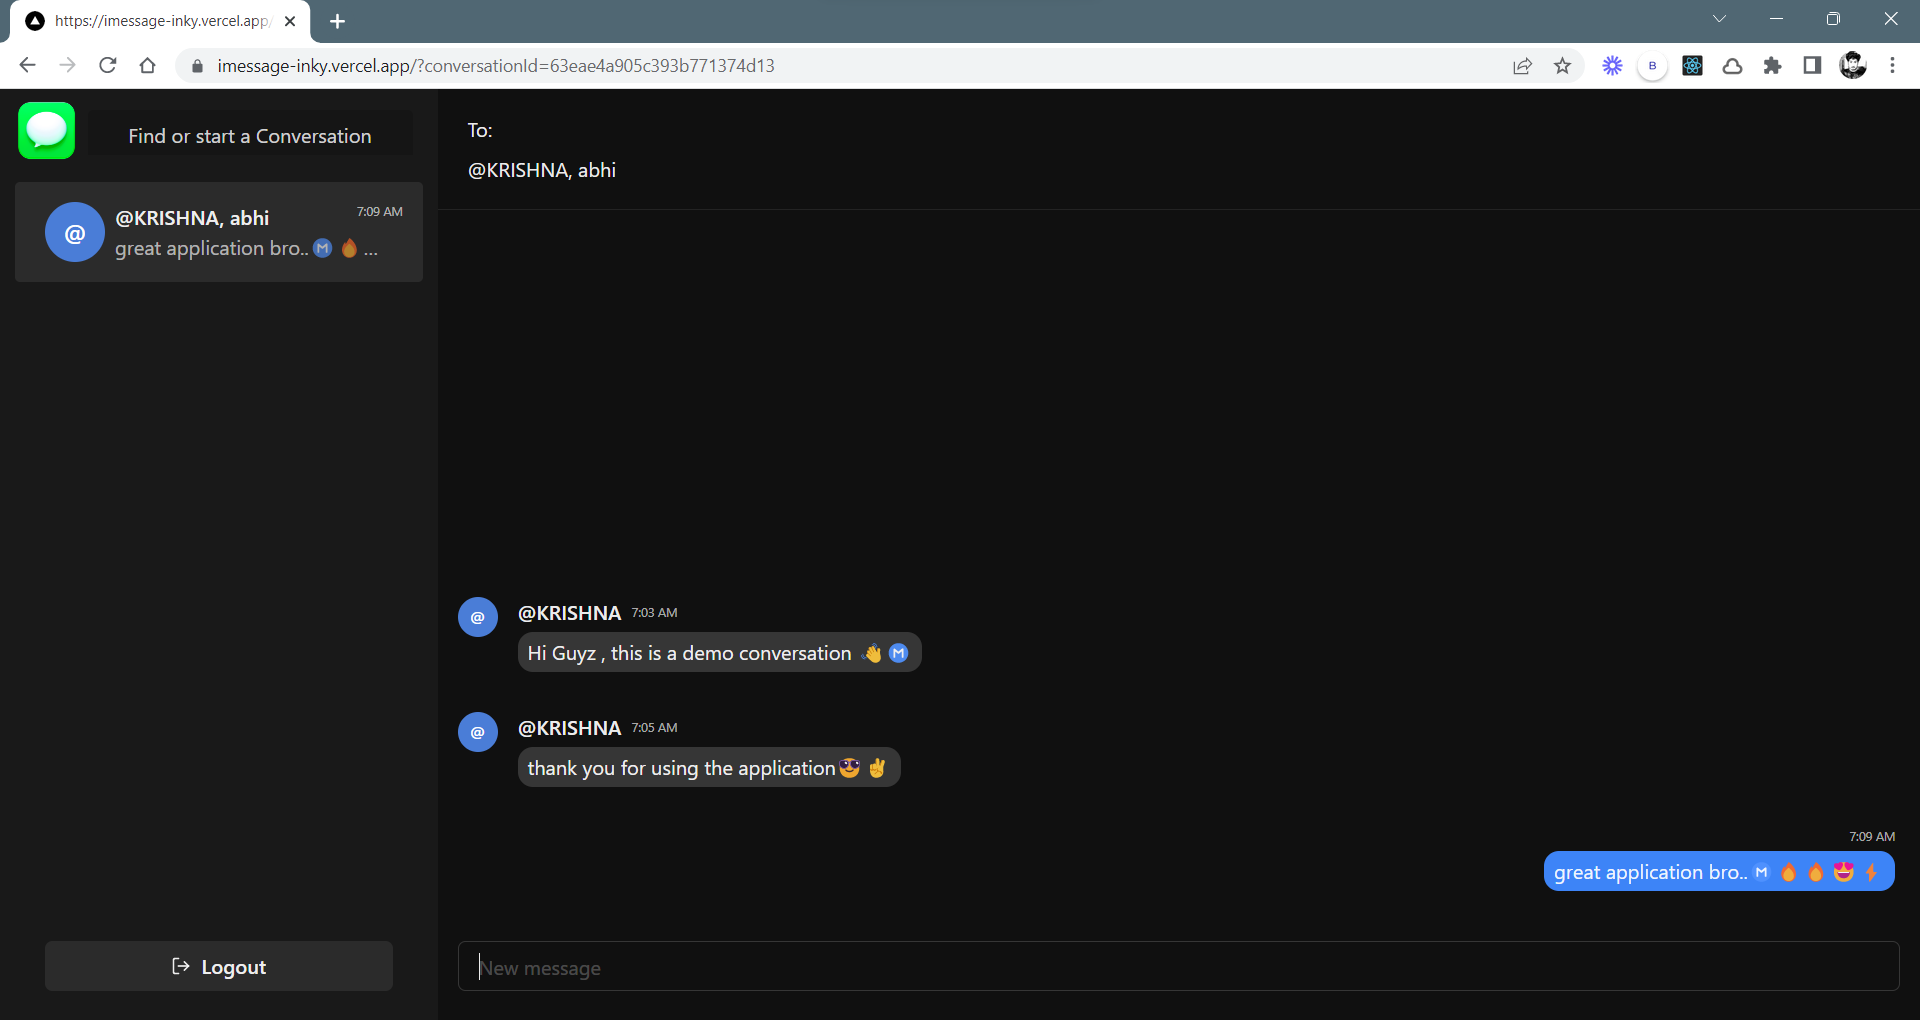 https://imessage-inky.vercel.app/
imessage-inky.vercel.app/?conversationId=63eae4a905c393b771374d13
B
Find or start a Conversation
@
@KRISHNA, abhi
7:09 AM
great application bro..Ⓜ️ 🔥 ...
Logout
To:
@KRISHNA, abhi
@
@KRISHNA 7:03 AM
Hi Guyz , this is a demo conversation 👋 Ⓜ️
@
@KRISHNA 7:05 AM
thank you for using the application😎 ✌️
7:09 AM
great application bro..Ⓜ️ 🔥 🔥 😍 ⚡
New message